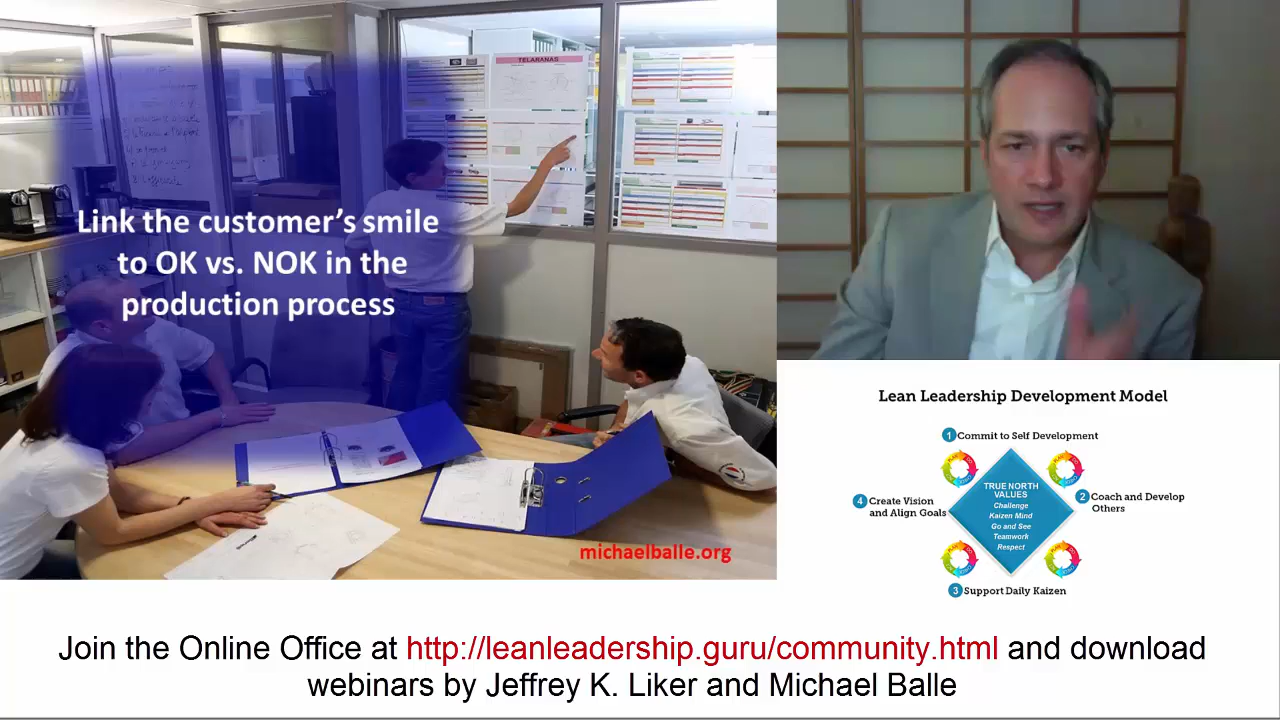 TELARANAS
Link the customer's smile
to OK vs. NOK in the
production process
michaelballe.org
Lean Leadership Development Model
1 Commit to Self Development
TRUE NORTH
VALUES
Challenge
Kaizen Mind
Go and See
Teamwork
Respect
2 Coach and Develop
Others
4 Create Vision
and Align Goals
3 Support Daily Kaizen
Join the Online Office at http://leanleadership.guru/community.html and download
webinars by Jeffrey K. Liker and Michael Balle